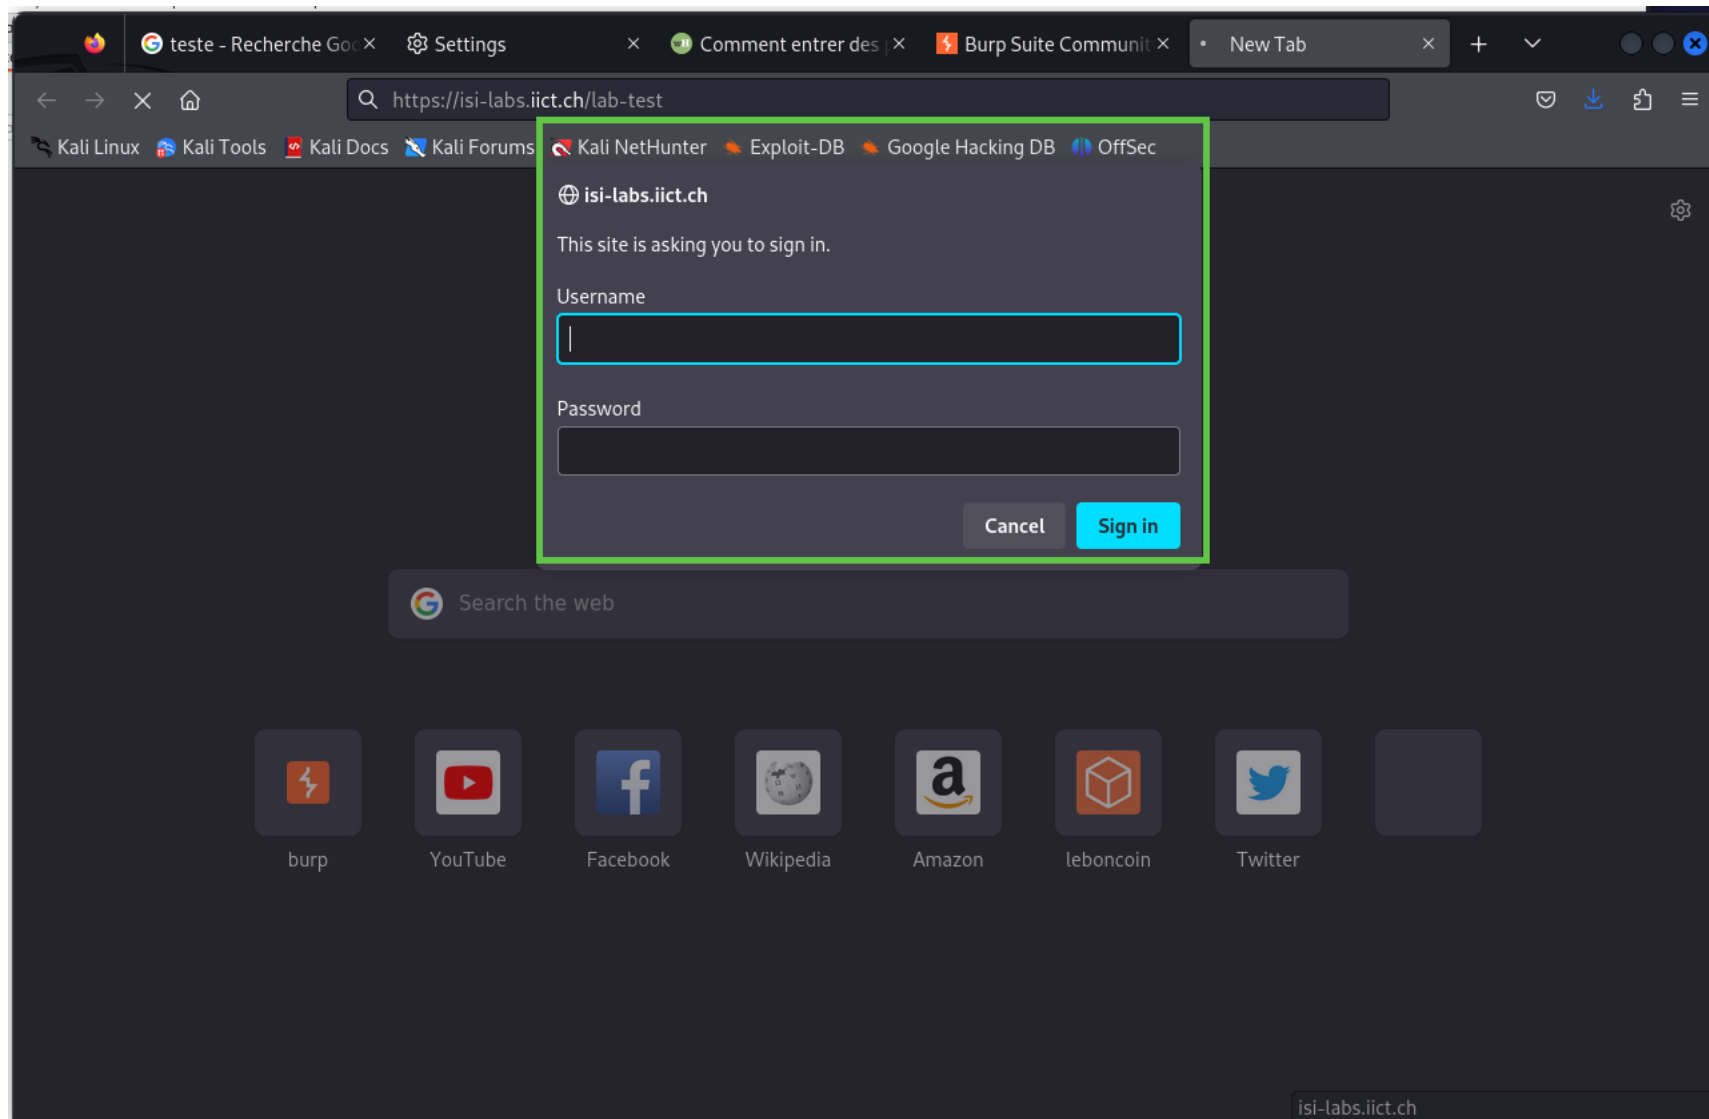 teste - Recherche Goo
Settings
Comment entrer des p
Burp Suite Communit
New Tab
https://isi-labs.iict.ch/lab-test
Kali Linux Kali Tools Kali Docs Kali Forums Kali NetHunter Exploit-DB Google Hacking DB OffSec
isi-labs.iict.ch
This site is asking you to sign in.
Username
Password
Cancel Sign in
Search the web
burp YouTube Facebook Wikipedia Amazon leboncoin Twitter
isi-labs.iict.ch